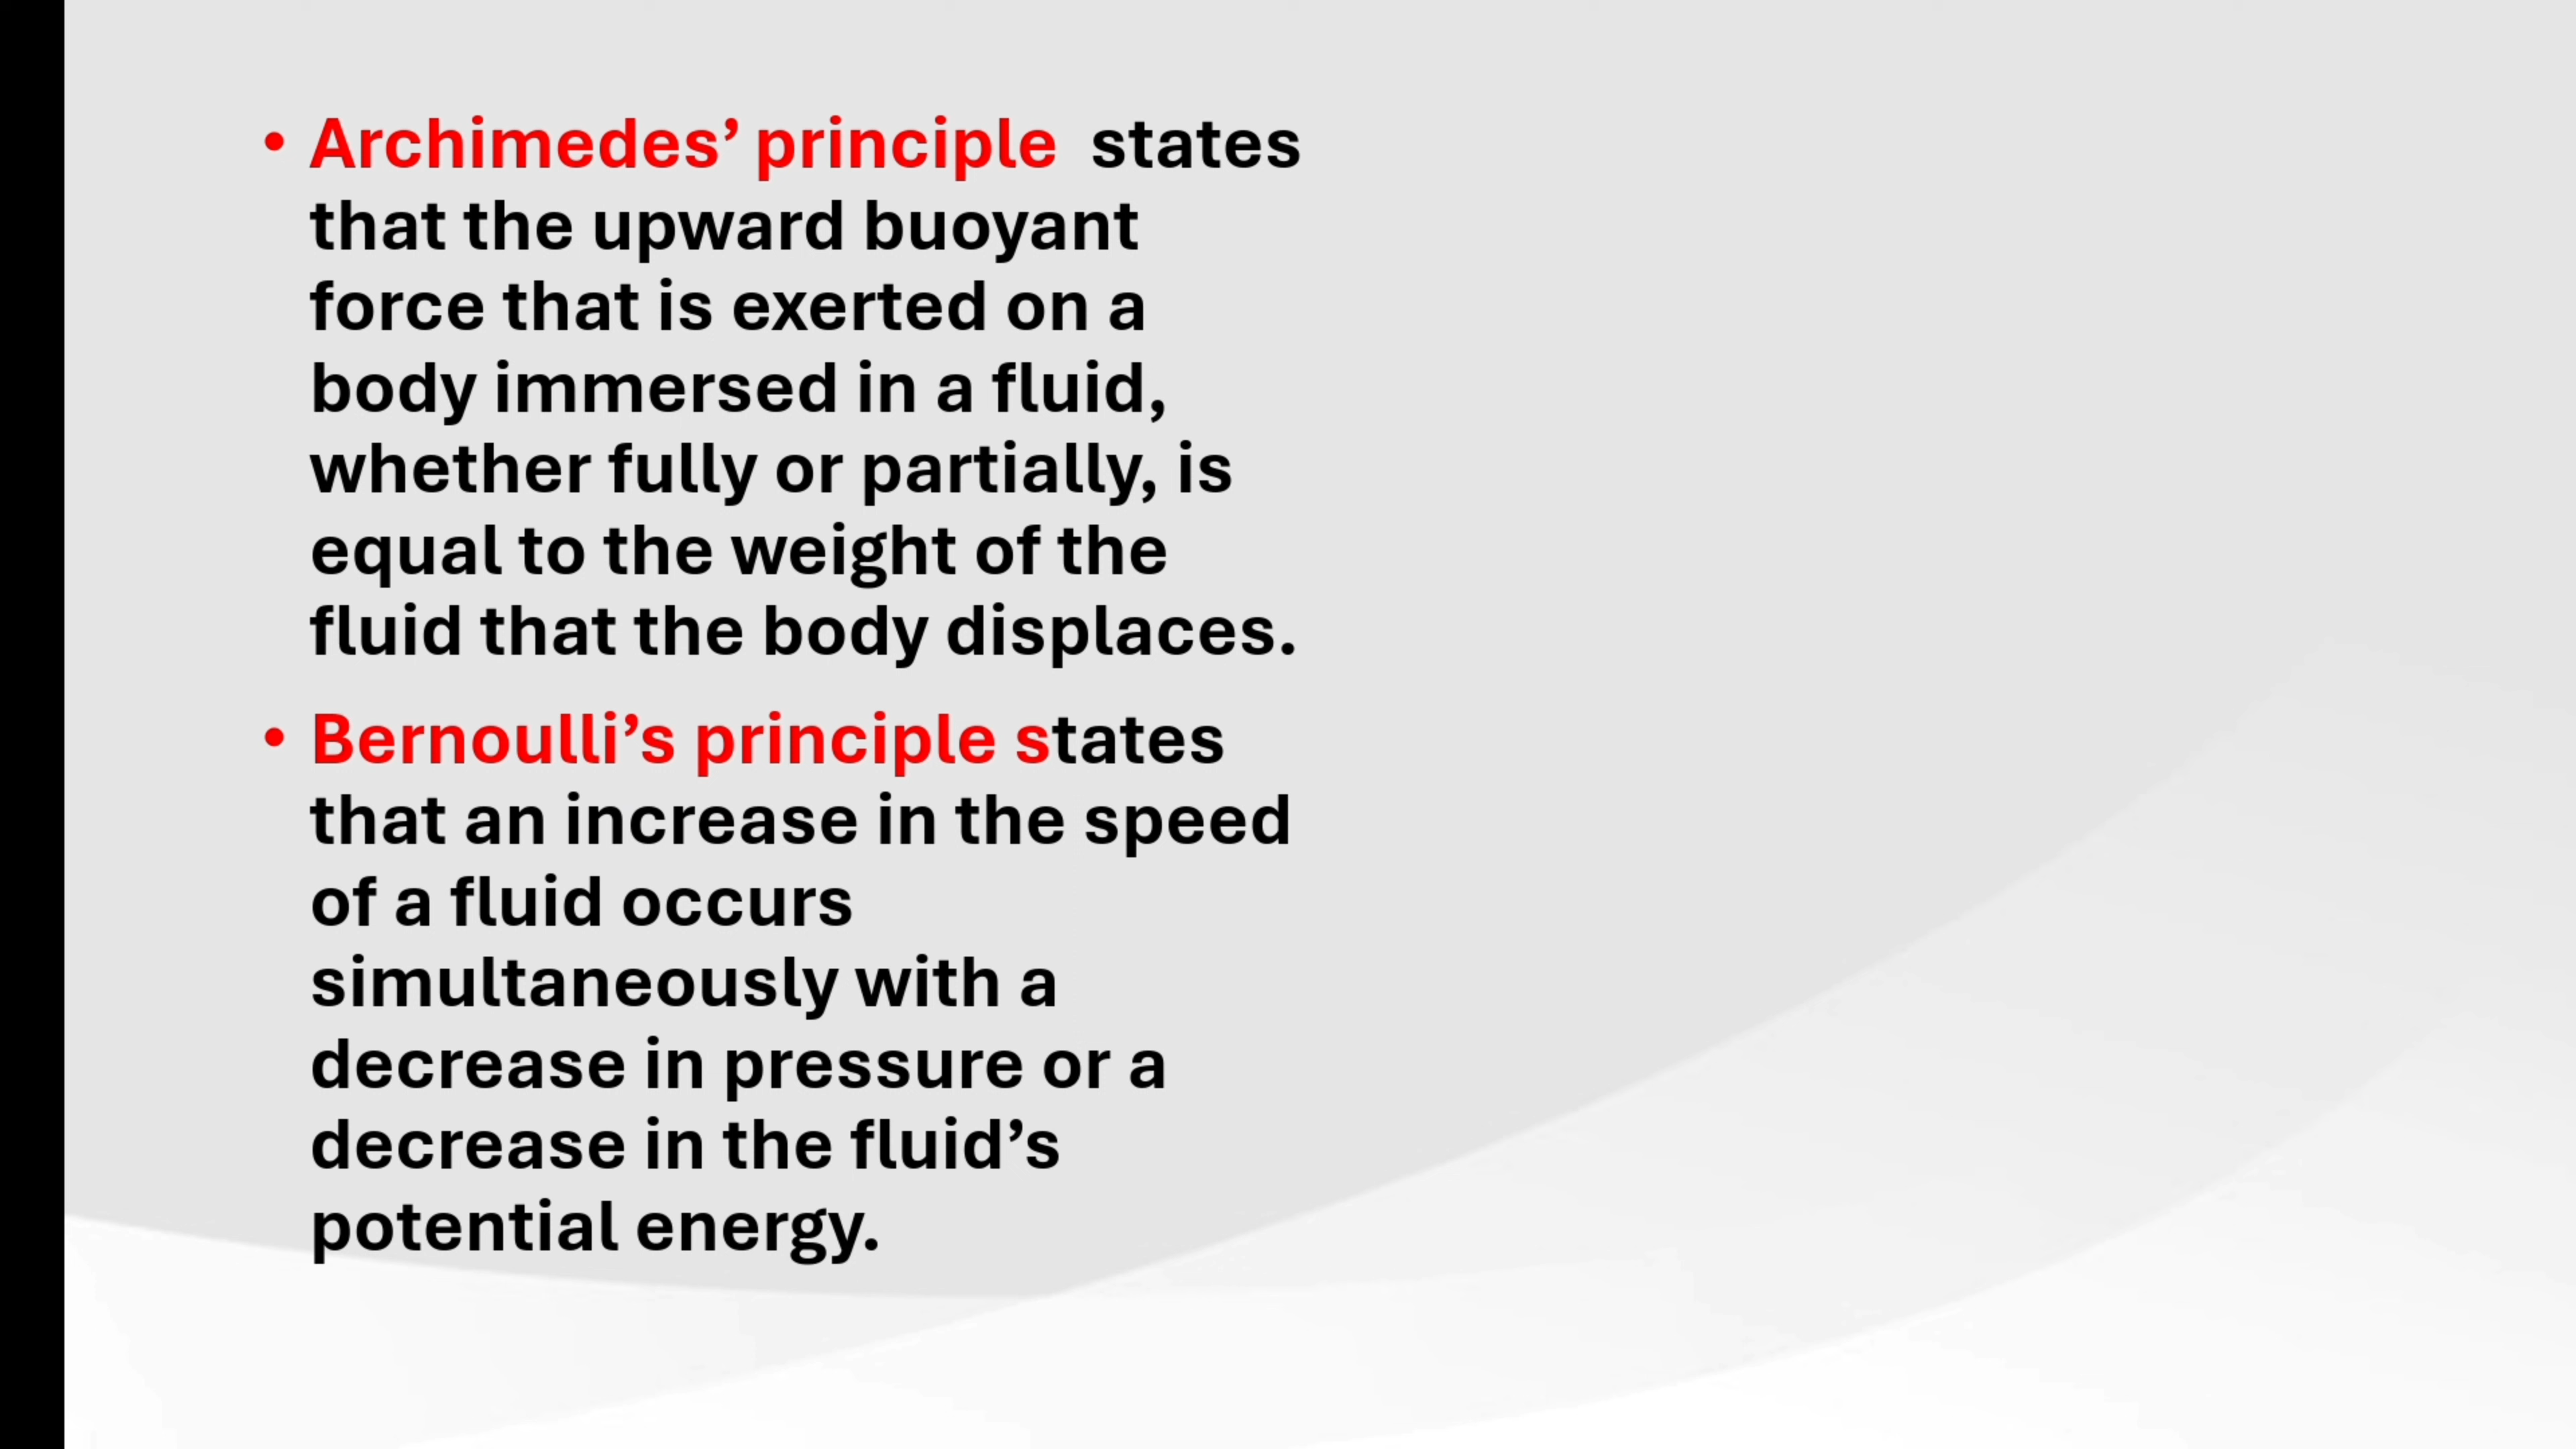 • Archimedes’ principle  states
that the upward buoyant
force that is exerted on a
body immersed in a fluid,
whether fully or partially, is
equal to the weight of the
fluid that the body displaces.
• Bernoulli’s principle states
that an increase in the speed
of a fluid occurs
simultaneously with a
decrease in pressure or a
decrease in the fluid’s
potential energy.